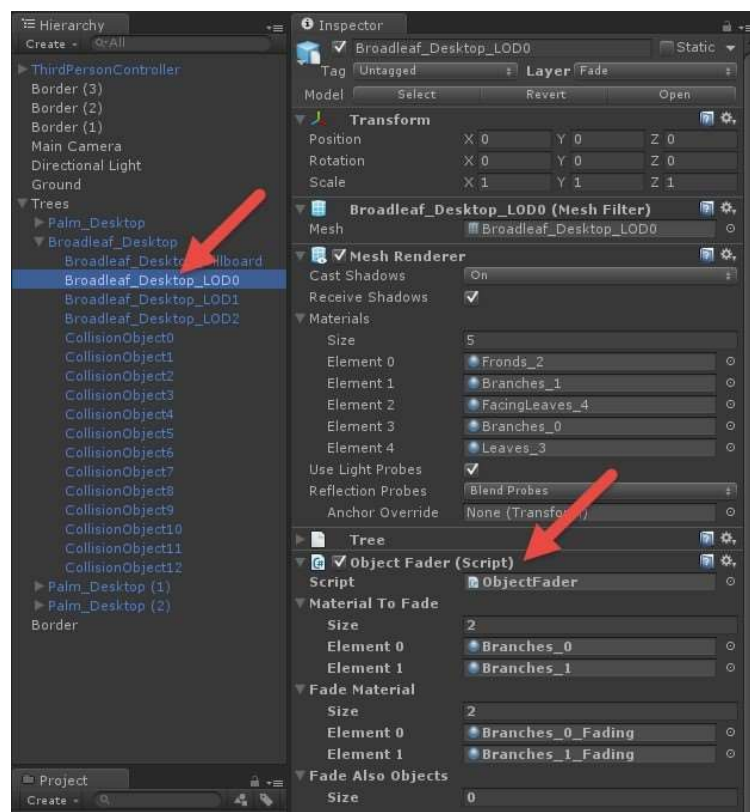 Hierarchy
Create
All
ThirdPersonController
Border (3)
Border (2)
Border (1)
Main Camera
Directional Light
Ground
Trees
Palm_Desktop
Broadleaf_Desktop
Broadleaf_Desktop_Billboard
Broadleaf_Desktop_LOD0
Broadleaf_Desktop_LOD1
Broadleaf_Desktop_LOD2
CollisionObject0
CollisionObject1
CollisionObject2
CollisionObject3
CollisionObject4
CollisionObject5
CollisionObject6
CollisionObject7
CollisionObject8
CollisionObject9
CollisionObject10
CollisionObject11
CollisionObject12
Palm_Desktop (1)
Palm_Desktop (2)
Border
Project
Create
Inspector
Broadleaf_Desktop_LOD0 Static
Tag Untagged Layer Fade
Model Select Revert Open
Transform
Position X 0 Y 0 Z 0
Rotation X 0 Y 0 Z 0
Scale X 1 Y 1 Z 1
Broadleaf_Desktop_LOD0 (Mesh Filter)
Mesh Broadleaf_Desktop_LOD0
Mesh Renderer
Cast Shadows On
Receive Shadows
Materials
Size 5
Element 0 Fronds_2
Element 1 Branches_1
Element 2 FacingLeaves_4
Element 3 Branches_0
Element 4 Leaves_3
Use Light Probes
Reflection Probes Blend Probes
Anchor Override None (Transform)
Tree
Object Fader (Script)
Script ObjectFader
Material To Fade
Size 2
Element 0 Branches_0
Element 1 Branches_1
Fade Material
Size 2
Element 0 Branches_0_Fading
Element 1 Branches_1_Fading
Fade Also Objects
Size 0